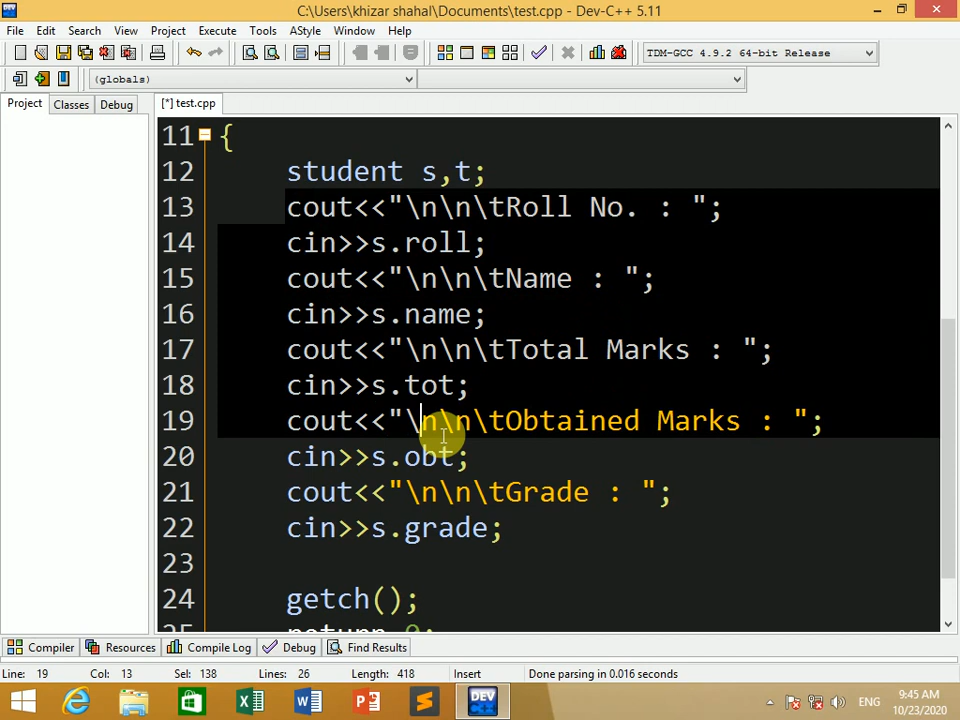 C:\Users\khizar shahal\Documents\test.cpp - Dev-C++ 5.11
File Edit Search View Project Execute Tools AStyle Window Help
TDM-GCC 4.9.2 64-bit Release
(globals)
Project Classes Debug [*] test.cpp
11 {
12 student s,t;
13 cout<<"\n\n\tRoll No. : ";
14 cin>>s.roll;
15 cout<<"\n\n\tName : ";
16 cin>>s.name;
17 cout<<"\n\n\tTotal Marks : ";
18 cin>>s.tot;
19 cout<<"\n\n\tObtained Marks : ";
20 cin>>s.obt;
21 cout<<"\n\n\tGrade : ";
22 cin>>s.grade;
23
24 getch();
25 return 0;
Compiler Resources Compile Log Debug Find Results
Line: 19 Col: 13 Sel: 138 Lines: 26 Length: 418 Insert Done parsing in 0.016 seconds
DEV
ENG
9:45 AM
10/23/2020